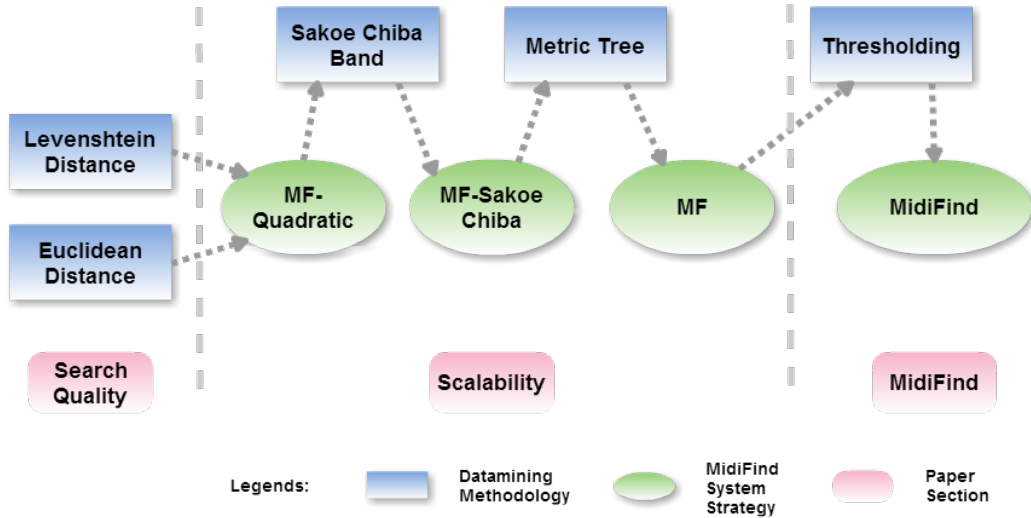 Sakoe Chiba
Band
Metric Tree
Thresholding
Levenshtein
Distance
Euclidean
Distance
MF-
Quadratic
MF-Sakoe
Chiba
MF
MidiFind
Search
Quality
Scalability
MidiFind
Legends:
Datamining
Methodology
MidiFind
System
Strategy
Paper
Section